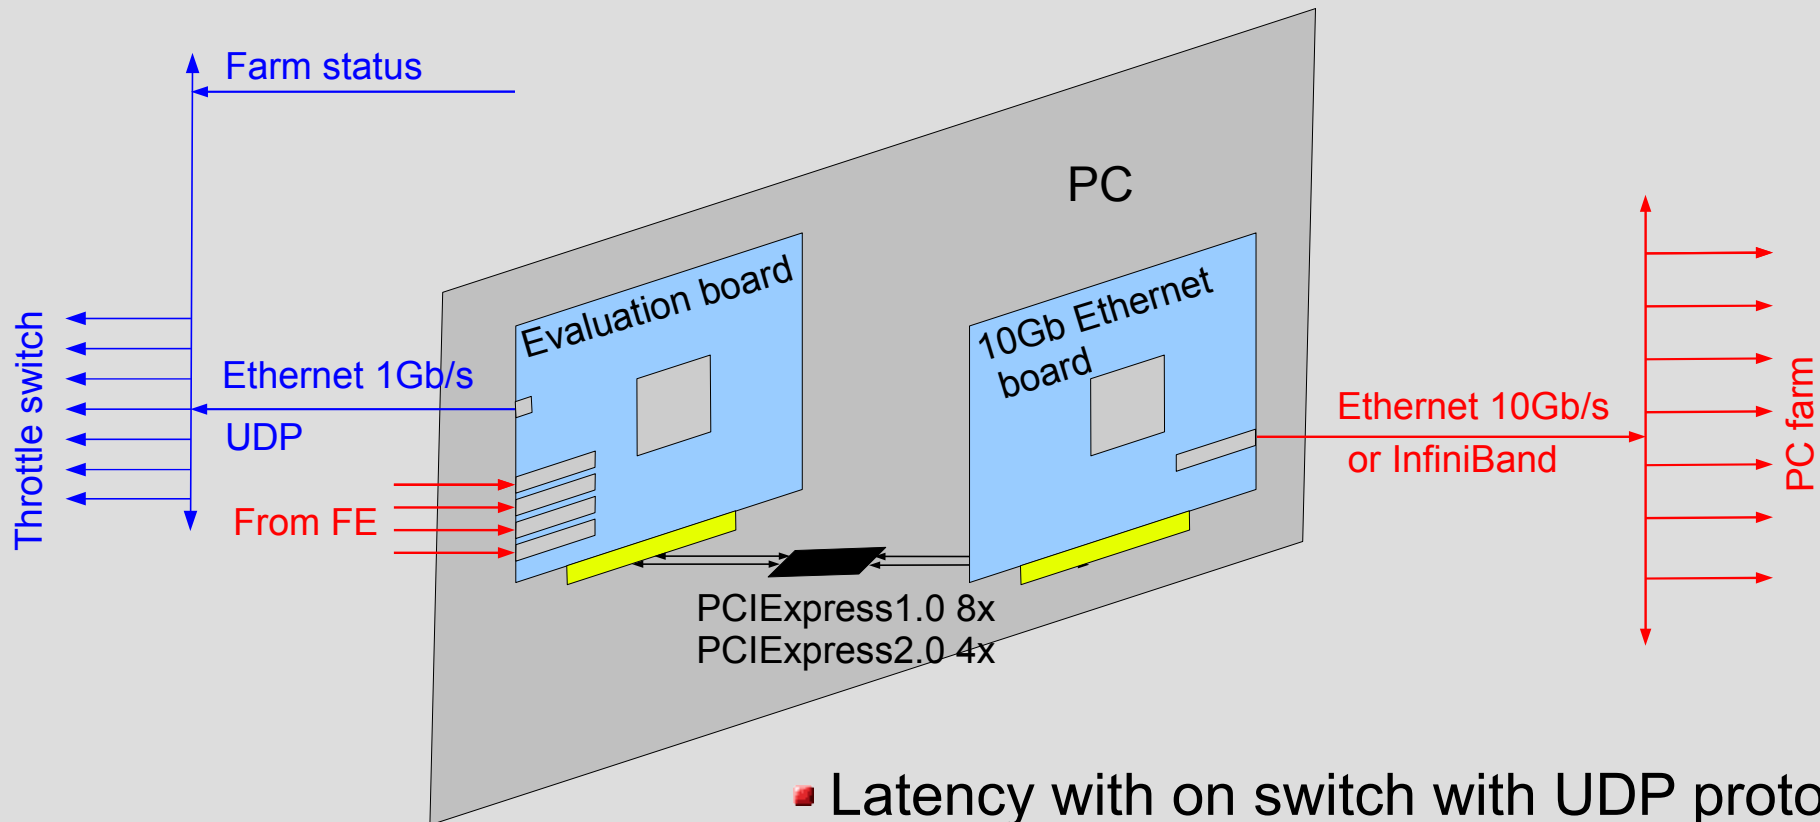 Farm status
PC
Evaluation board
10Gb Ethernet
board
Throttle switch
Ethernet 1Gb/s
UDP
From FE
Ethernet 10Gb/s
or InfiniBand
PC farm
PCIExpress1.0 8x
PCIExpress2.0 4x
Latency with on switch with UDP proto